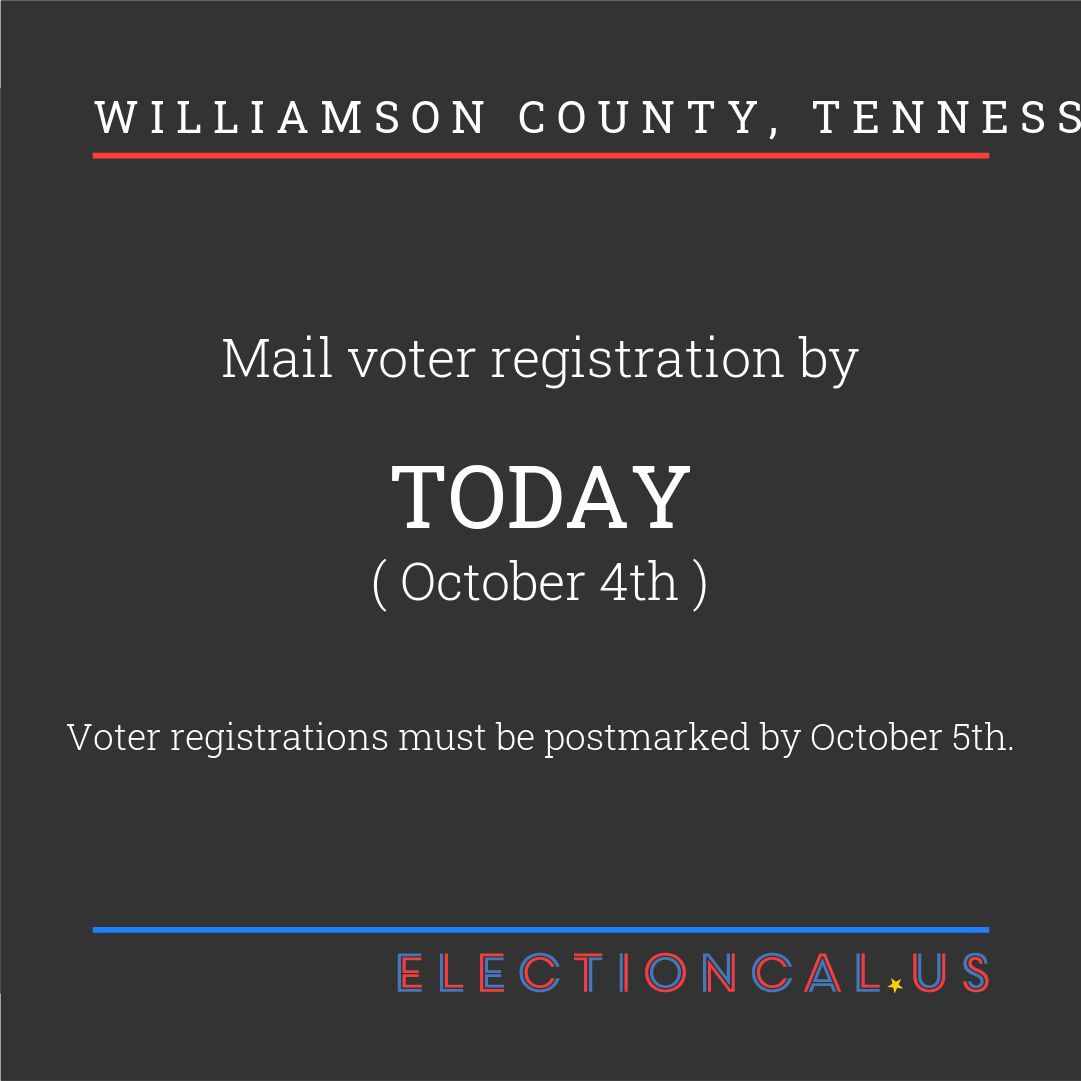 WILLIAMSON COUNTY, TENNESS
Mail voter registration by
TODAY
( October 4th )
Voter registrations must be postmarked by October 5th.
ELECTIONCAL.US